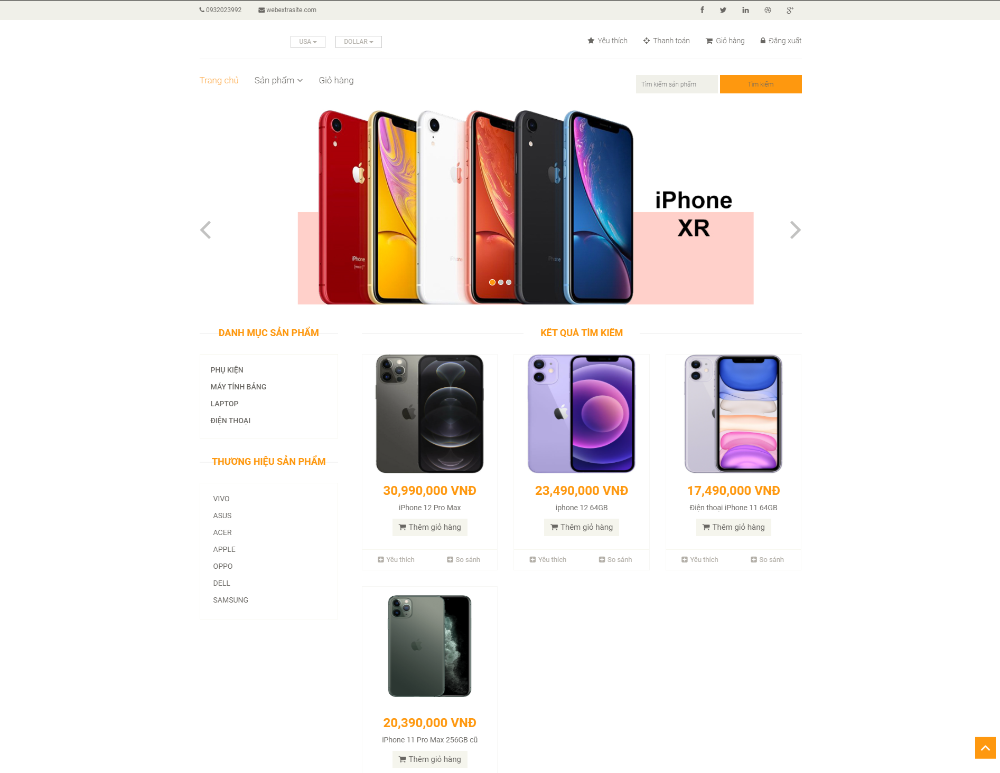 0932023992 webextrasite.com
USA DOLLAR Yêu thích Thanh toán Giỏ hàng Đăng xuất
Trang chủ Sản phẩm Giỏ hàng Tìm kiếm sản phẩm Tìm kiếm
iPhone
XR
iPhone iPhone iPhone
DANH MỤC SẢN PHẨM
PHỤ KIỆN
MÁY TÍNH BẢNG
LAPTOP
ĐIỆN THOẠI
THƯƠNG HIỆU SẢN PHẨM
VIVO
ASUS
ACER
APPLE
OPPO
DELL
SAMSUNG
KẾT QUẢ TÌM KIẾM
30,990,000 VNĐ
iPhone 12 Pro Max
Thêm giỏ hàng
Yêu thích So sánh
23,490,000 VNĐ
iphone 12 64GB
Thêm giỏ hàng
Yêu thích So sánh
17,490,000 VNĐ
Điện thoại iPhone 11 64GB
Thêm giỏ hàng
Yêu thích So sánh
20,390,000 VNĐ
iPhone 11 Pro Max 256GB cũ
Thêm giỏ hàng